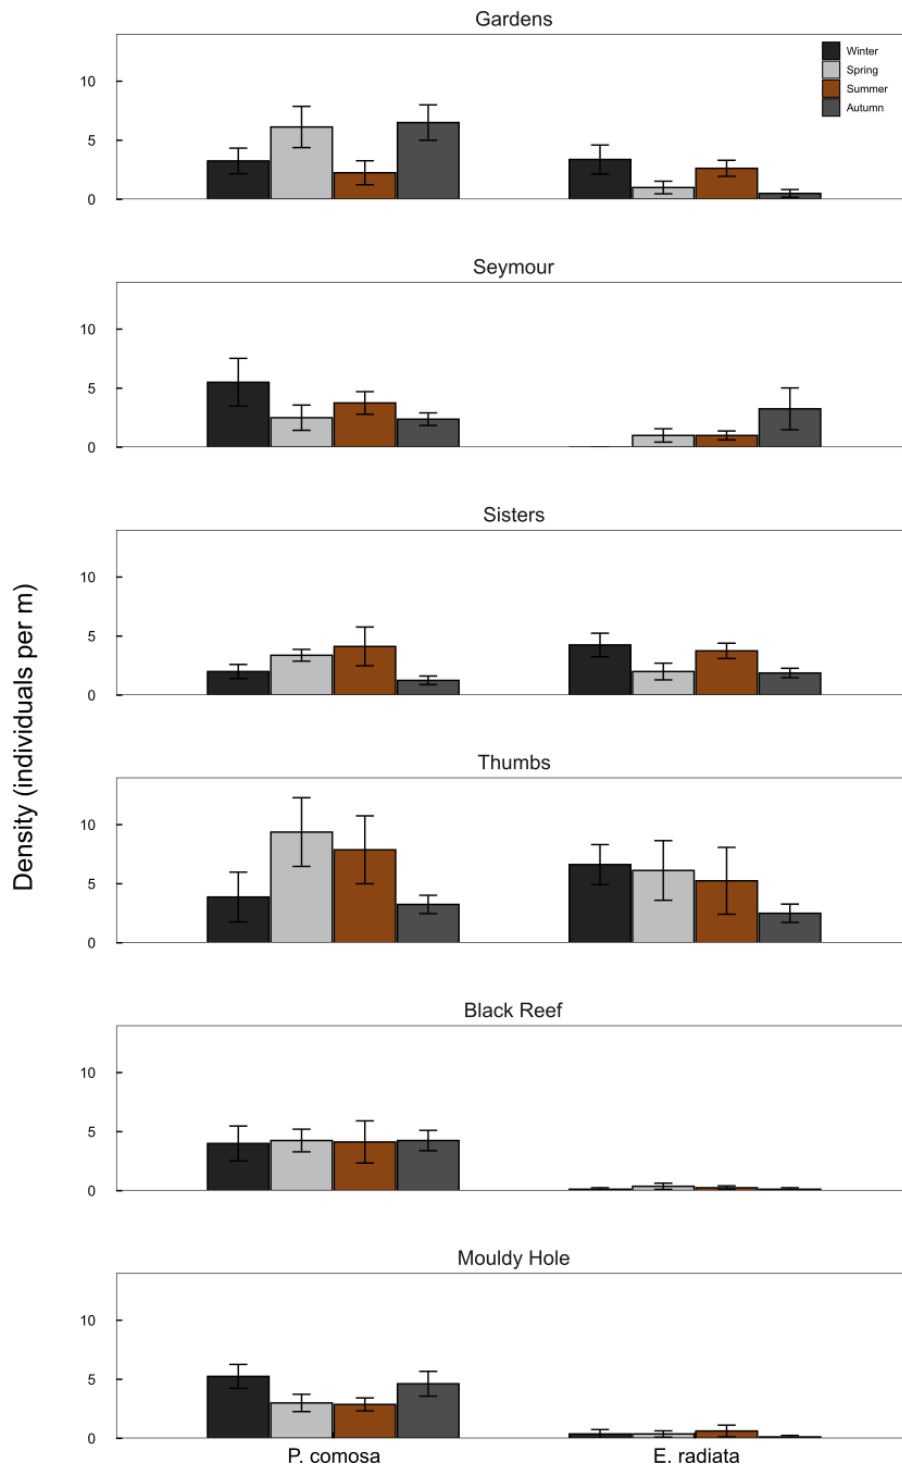 Gardens
Winter
Spring
Summer
Autumn
10
5
0
Seymour
10
5
0
Sisters
10
5
0
Density (individuals per m)
Thumbs
10
5
0
Black Reef
10
5
0
Mouldy Hole
10
5
0
P. comosa
E. radiata